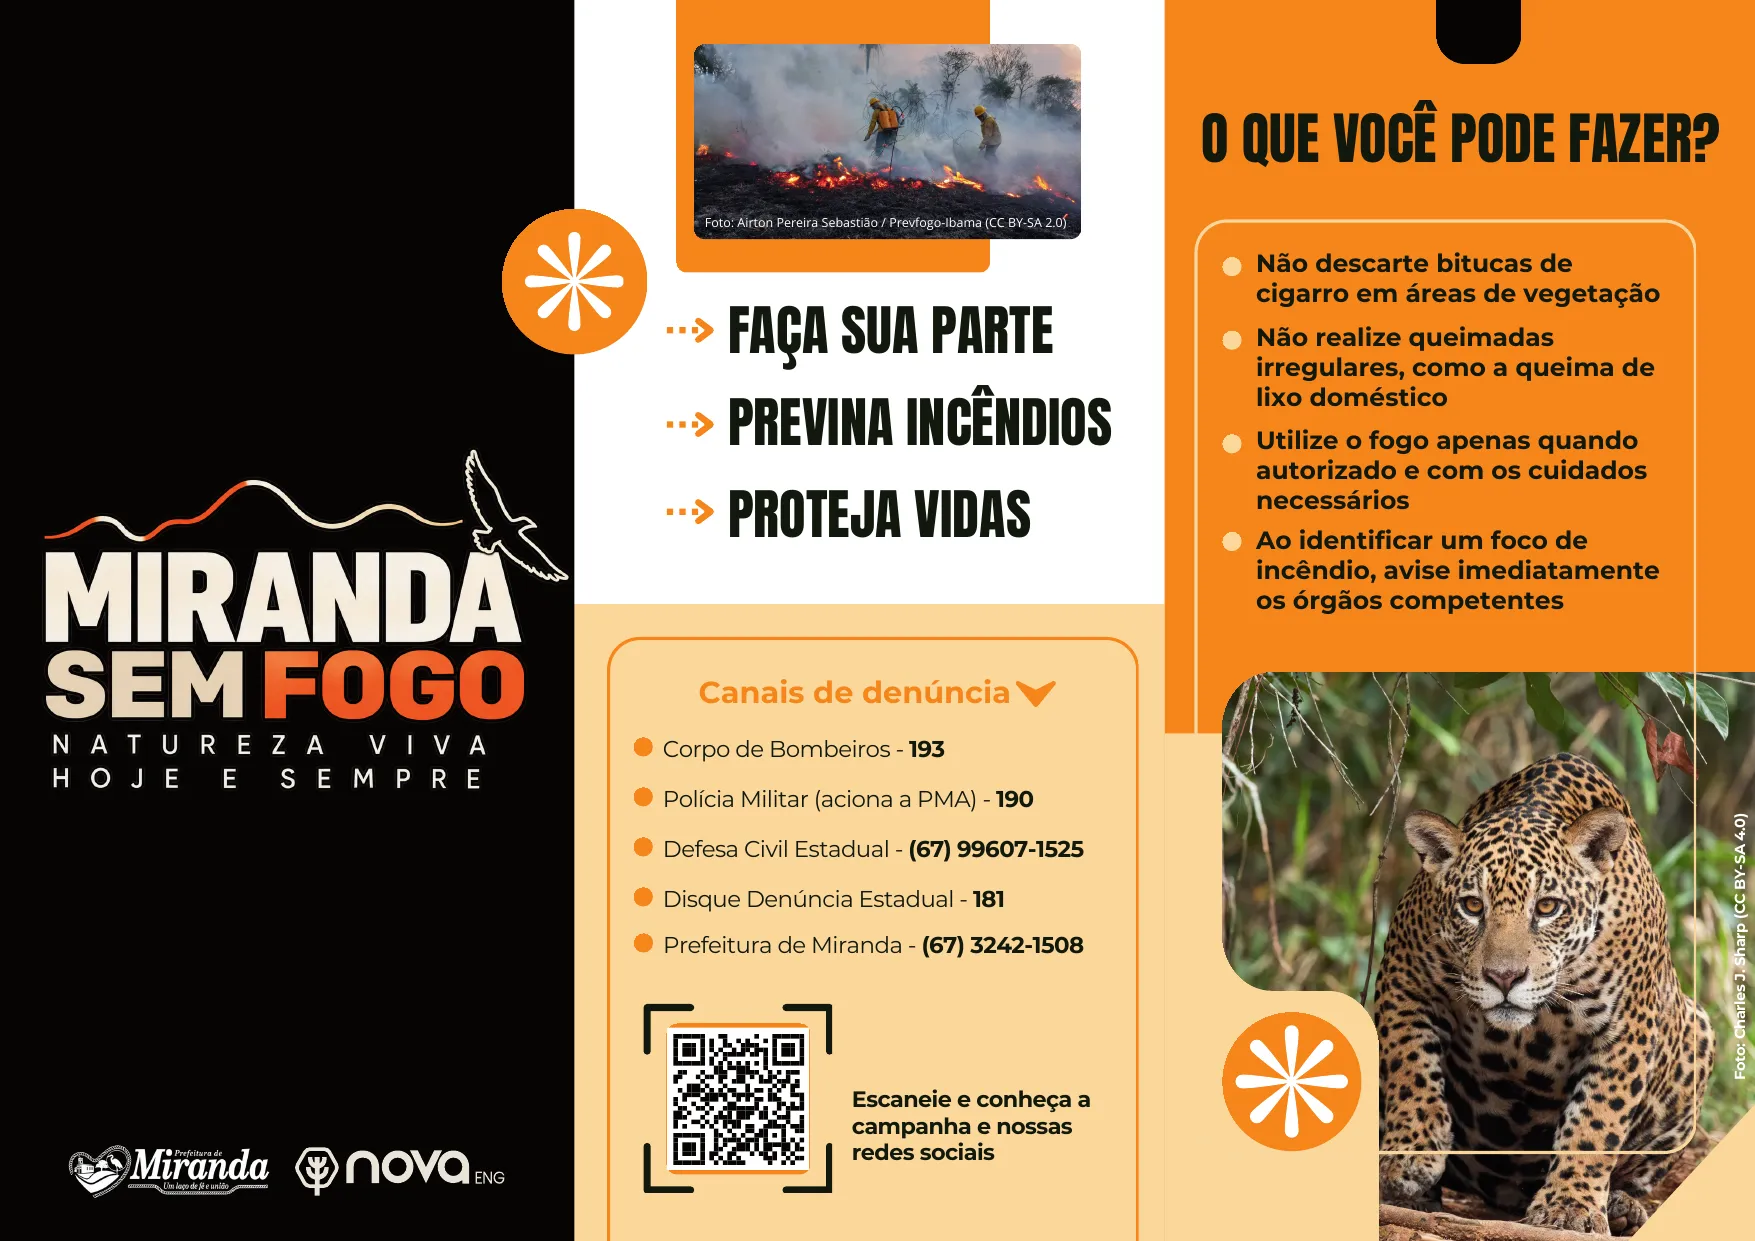 MIRANDA
SEM FOGO
NATUREZA VIVA
HOJE E SEMPRE
Prefeitura de
Miranda
Um laço de fé e união
nova ENG
Foto: Airton Pereira Sebastião / Prevfogo-Ibama (CC BY-SA 2.0)
FAÇA SUA PARTE
PREVINA INCÊNDIOS
PROTEJA VIDAS
Canais de denúncia
Corpo de Bombeiros - 193
Polícia Militar (aciona a PMA) - 190
Defesa Civil Estadual - (67) 99607-1525
Disque Denúncia Estadual - 181
Prefeitura de Miranda - (67) 3242-1508
Escaneie e conheça a
campanha e nossas
redes sociais
O QUE VOCÊ PODE FAZER?
Não descarte bitucas de
cigarro em áreas de vegetação
Não realize queimadas
irregulares, como a queima de
lixo doméstico
Utilize o fogo apenas quando
autorizado e com os cuidados
necessários
Ao identificar um foco de
incêndio, avise imediatamente
os órgãos competentes
Foto: Charles J. Sharp (CC BY-SA 4.0)